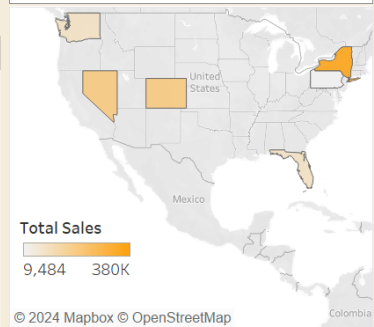 United
States
Mexico
Total Sales
9,484 380K
© 2024 Mapbox © OpenStreetMap
Colombia